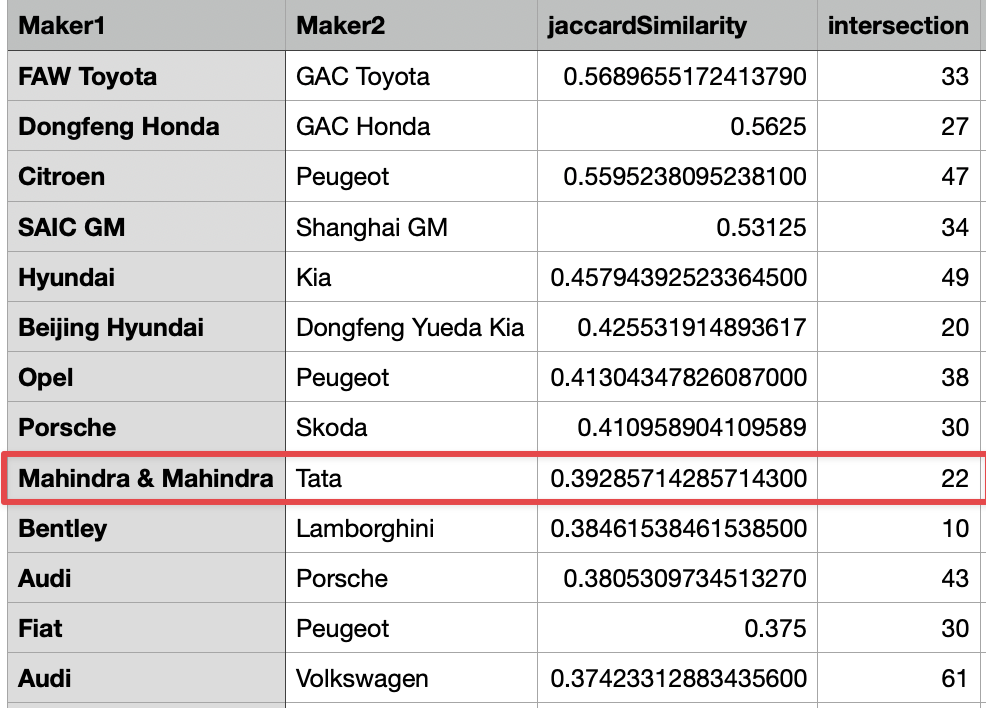 Maker1 Maker2 jaccardSimilarity intersection
FAW Toyota GAC Toyota 0.5689655172413790 33
Dongfeng Honda GAC Honda 0.5625 27
Citroen Peugeot 0.5595238095238100 47
SAIC GM Shanghai GM 0.53125 34
Hyundai Kia 0.45794392523364500 49
Beijing Hyundai Dongfeng Yueda Kia 0.425531914893617 20
Opel Peugeot 0.41304347826087000 38
Porsche Skoda 0.410958904109589 30
Mahindra & Mahindra Tata 0.39285714285714300 22
Bentley Lamborghini 0.38461538461538500 10
Audi Porsche 0.3805309734513270 43
Fiat Peugeot 0.375 30
Audi Volkswagen 0.37423312883435600 61